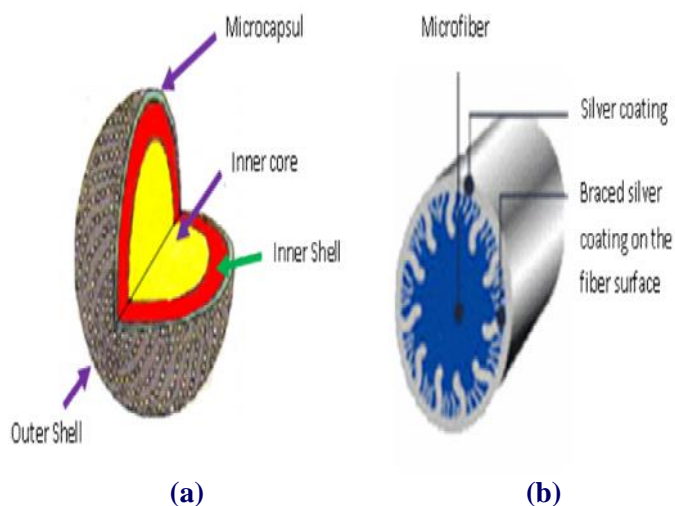 Microcapsul
Inner core
Inner Shell
Outer Shell
(a)
Microfiber
Silver coating
Braced silver
coating on the
fiber surface
(b)